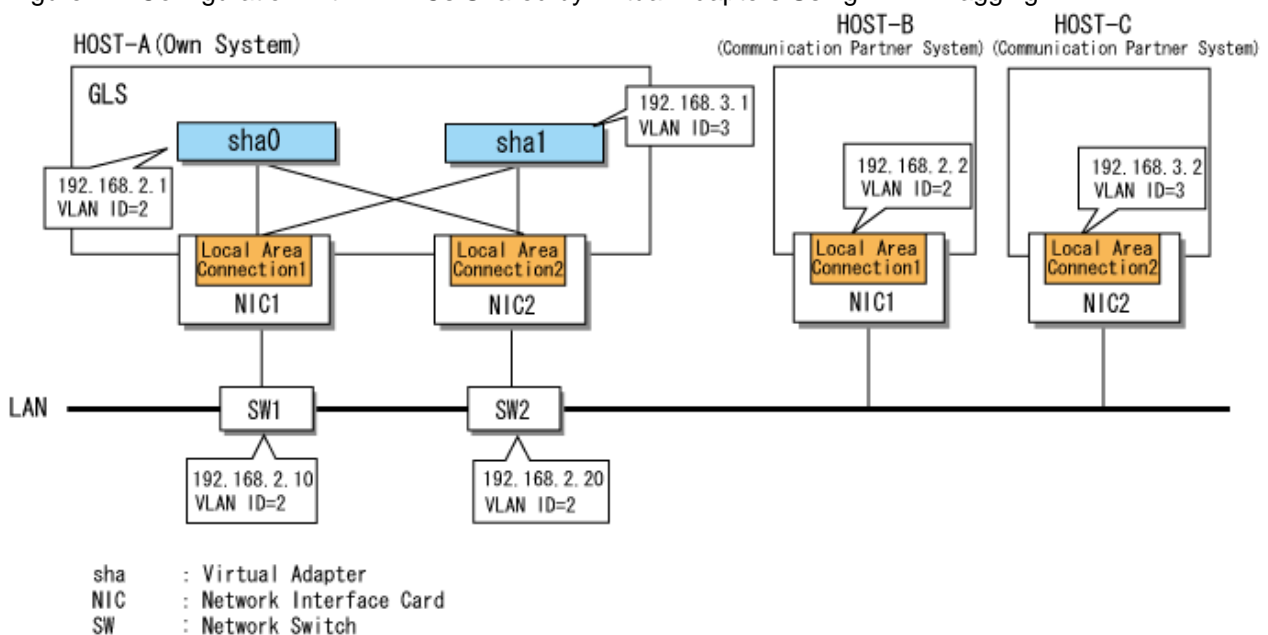 HOST-B
HOST-C
HOST-A(Own System)
(Communication Partner System)
(Communication Partner System)
GLS
sha0
sha1
192.168.3.1
VLAN ID=3
192.168.2.1
VLAN ID=2
192.168.2.2
VLAN ID=2
192.168.3.2
VLAN ID=3
Local Area
Connection1
NIC1
Local Area
Connection2
NIC2
Local Area
Connection1
NIC1
Local Area
Connection2
NIC2
LAN
SW1
SW2
192.168.2.10
VLAN ID=2
192.168.2.20
VLAN ID=2
sha : Virtual Adapter
NIC : Network Interface Card
SW : Network Switch